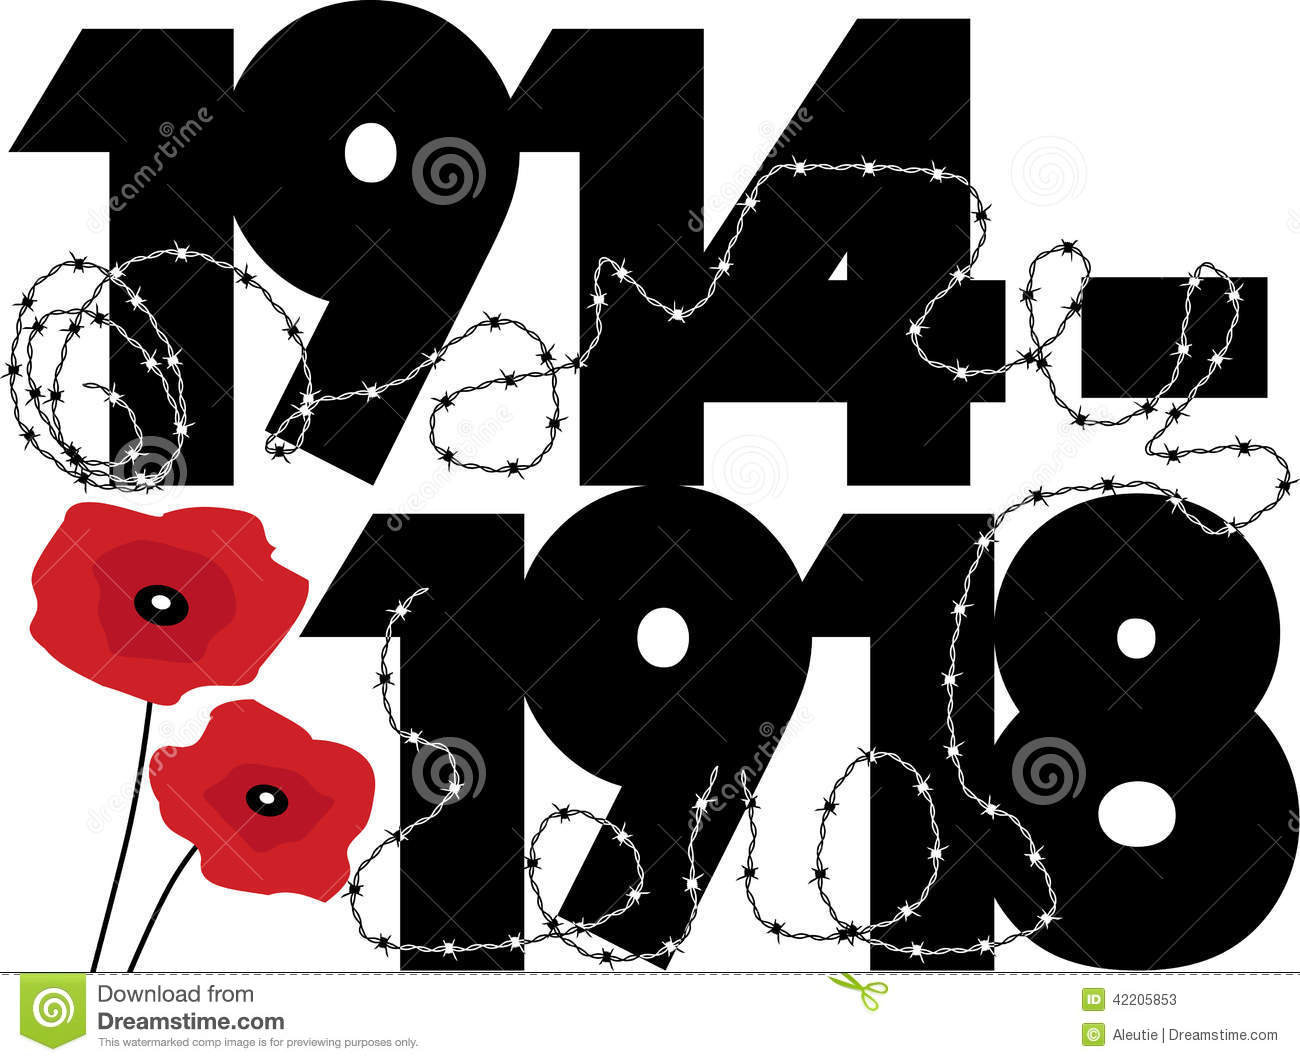 1914-
1918
Download from
Dreamstime.com
This watermarked comp image is for previewing purposes only.
ID 42205853
© Aleutie | Dreamstime.com